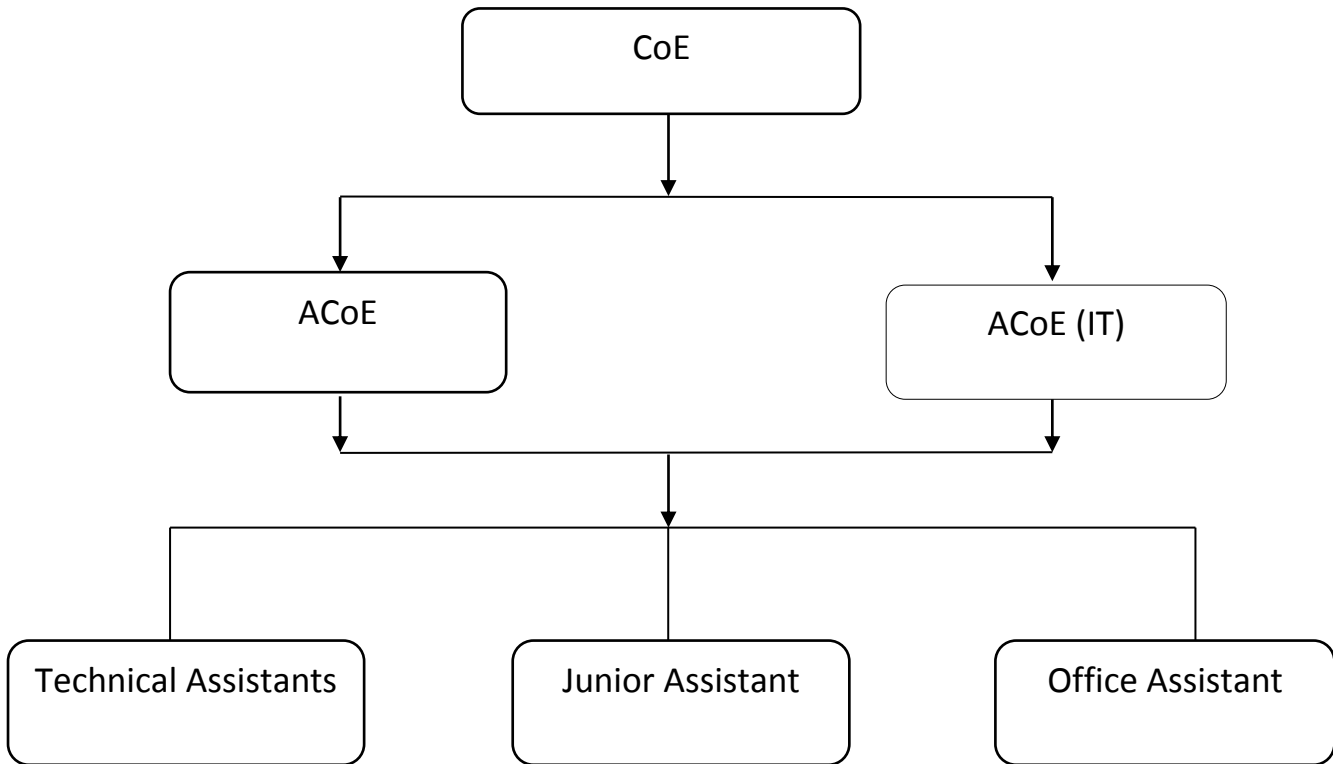 CoE
ACoE
ACoE (IT)
Technical Assistants
Junior Assistant
Office Assistant